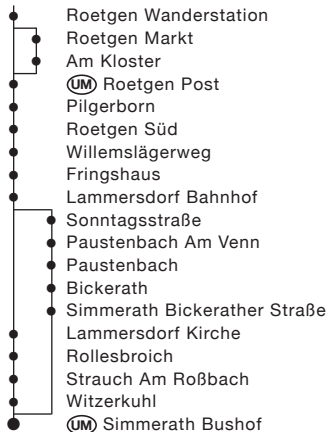 Roetgen Wanderstation
Roetgen Markt
Am Kloster
UM Roetgen Post
Pilgerborn
Roetgen Süd
Willemslägerweg
Fringshaus
Lammersdorf Bahnhof
Sonntagsstraße
Paustenbach Am Venn
Paustenbach
Bickerath
Simmerath Bickerather Straße
Lammersdorf Kirche
Rollesbroich
Strauch Am Roßbach
Witzerkuhl
UM Simmerath Bushof